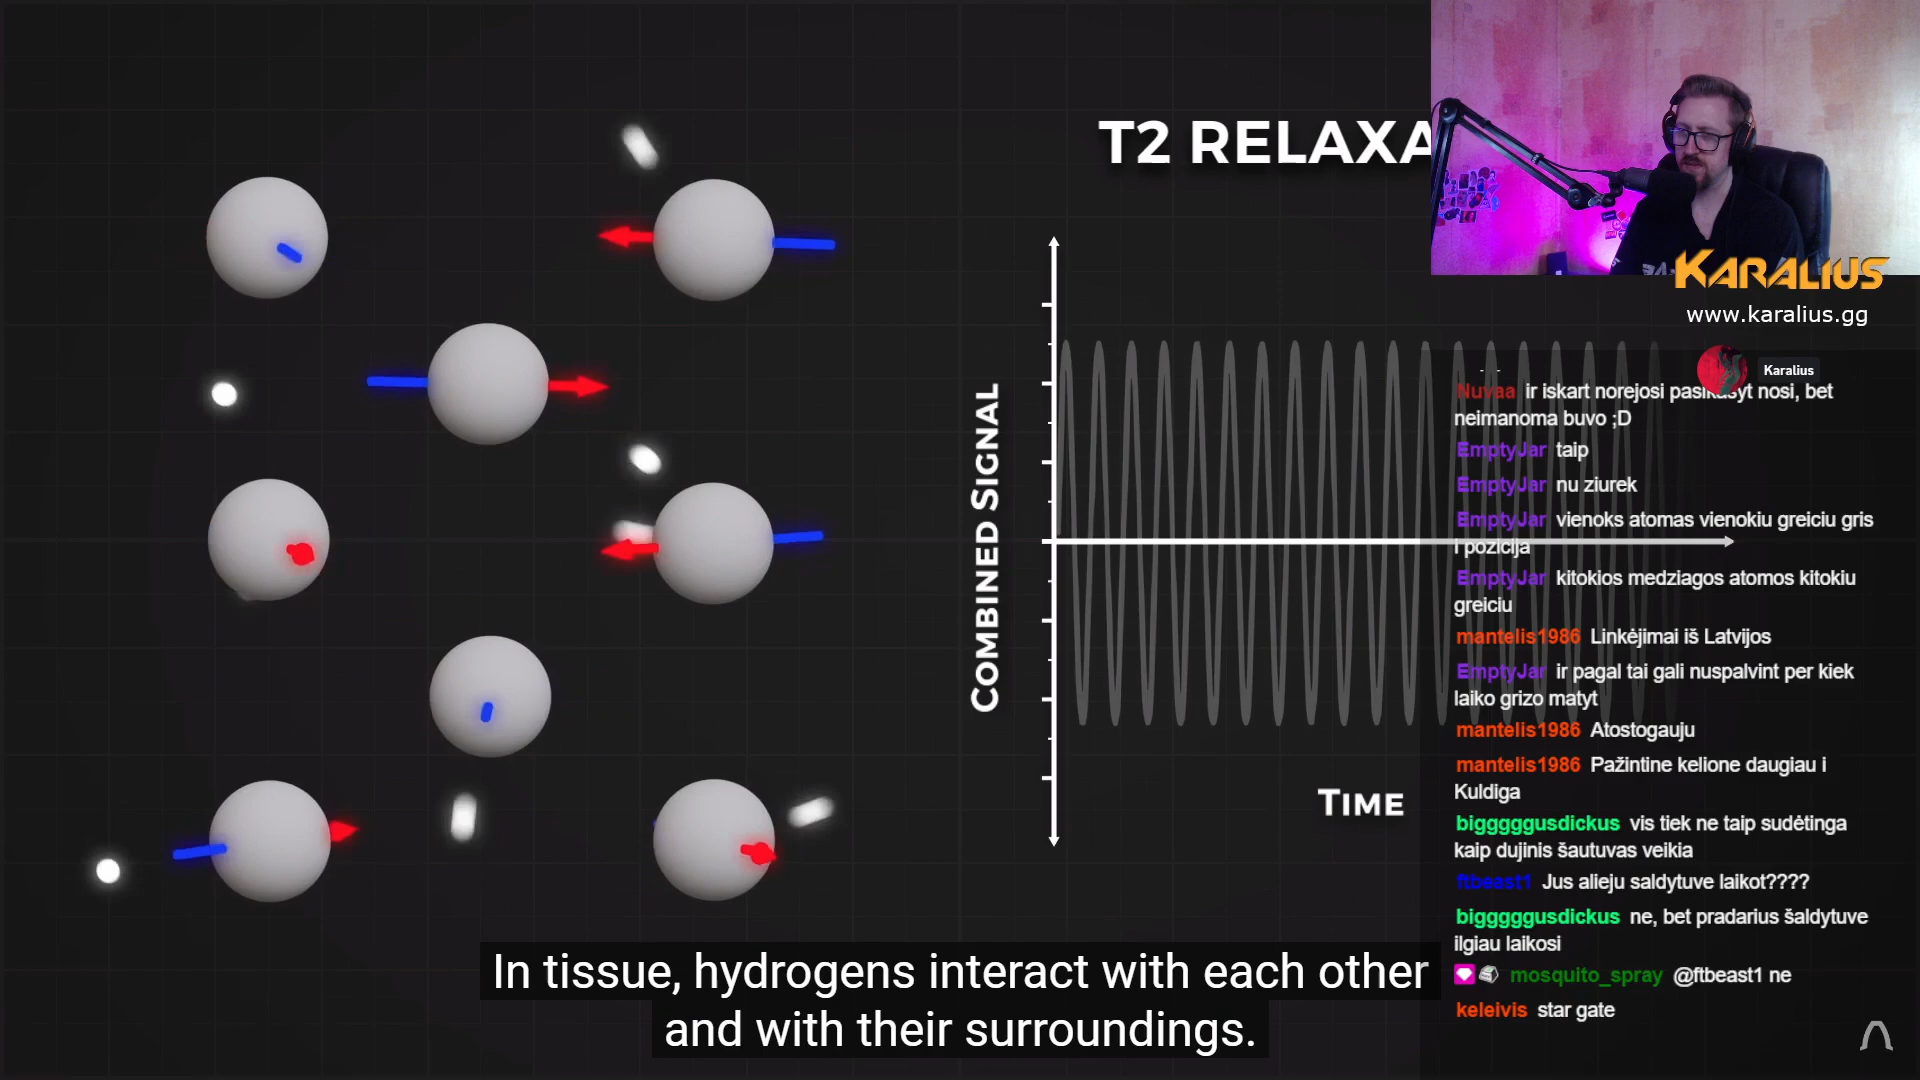 T2 RELAXA
KARALIUS
www.karalius.gg
COMBINED SIGNAL
TIME
Karalius
Nuvaa ir iskart norejosi pasikasyt nosi, bet
neimanoma buvo ;D
EmptyJar taip
EmptyJar nu ziurek
EmptyJar vienoks atomas vienokiu greiciu gris
i pozicija
EmptyJar kitokios medziagos atomos kitokiu
greiciu
mantelis1986 Linkėjimai iš Latvijos
EmptyJar ir pagal tai gali nuspalvint per kiek
laiko grizo matyt
mantelis1986 Atostogauju
mantelis1986 Pažintine kelione daugiau i
Kuldiga
bigggggusdickus vis tiek ne taip sudėtinga
kaip dujinis šautuvas veikia
ftbeast1 Jus alieju saldytuve laikot????
bigggggusdickus ne, bet pradarius šaldytuve
ilgiau laikosi
mosquito_spray @ftbeast1 ne
keleivis star gate
In tissue, hydrogens interact with each other
and with their surroundings.